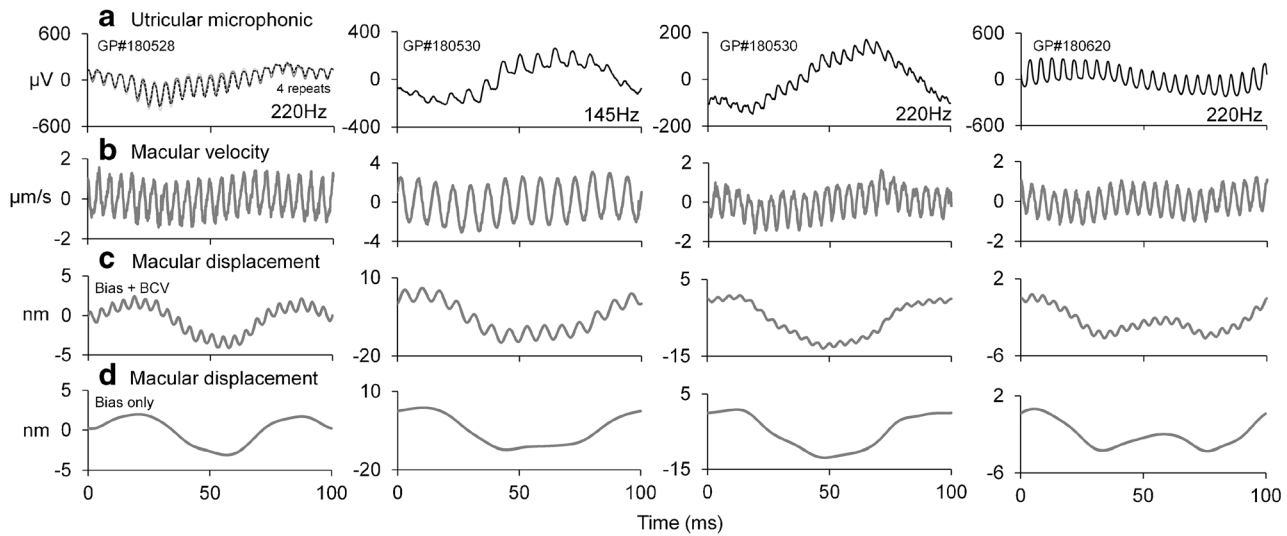 a Utricular microphonic
600 400 200 600
GP#180528 GP#180530 GP#180530 GP#180620
µV 0 0 0 0
4 repeats
220Hz 145Hz 220Hz 220Hz
-600 -400 -200 -600
b Macular velocity
2 4 2 2
µm/s 0 0 0 0
-2 -4 -2 -2
c Macular displacement
5 10 5 2
Bias + BCV
nm 0
-5 -20 -15 -6
d Macular displacement
5 10 5 2
Bias only
nm 0
-5 -20 -15 -6
0 50 100 0 50 100 0 50 100 0 50 100
Time (ms)